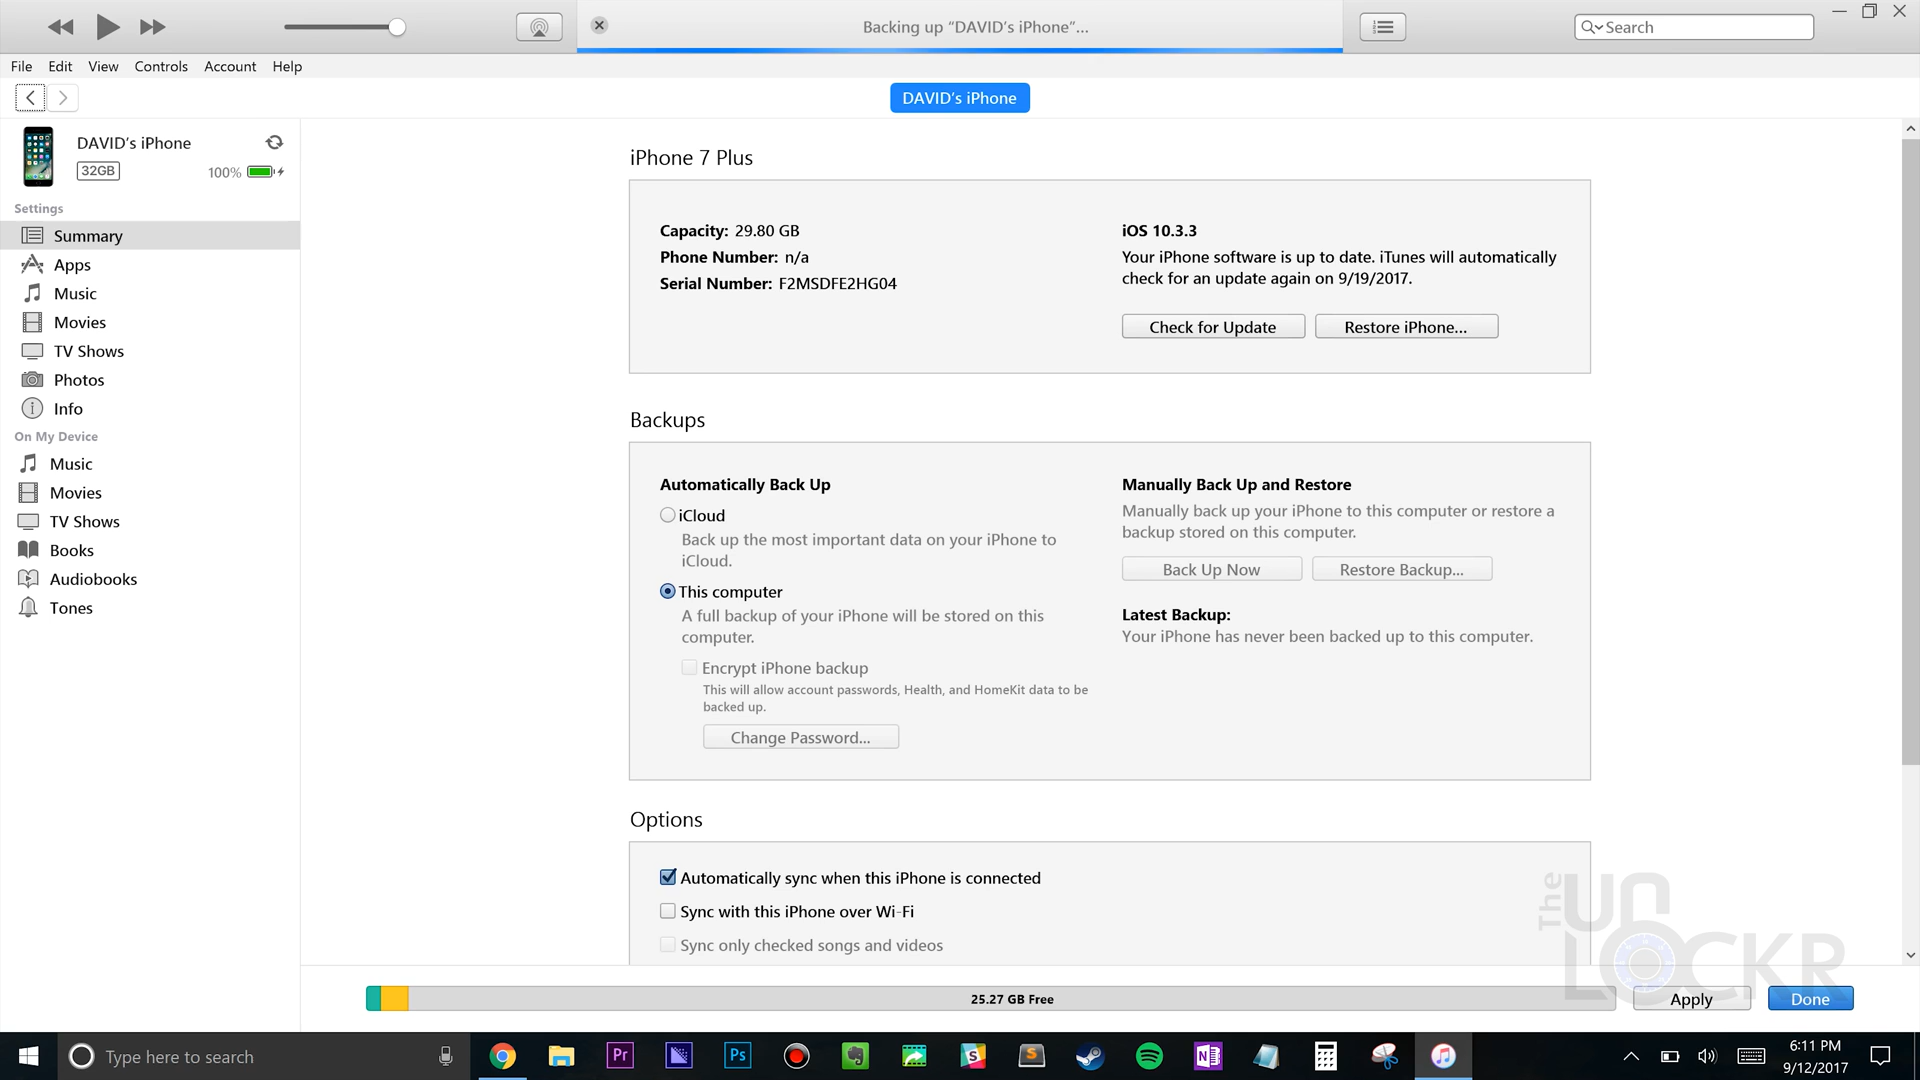 Backing up “DAVID’s iPhone”...
Search
File Edit View Controls Account Help
DAVID’s iPhone
DAVID’s iPhone
32GB
100%
Settings
Summary
Apps
Music
Movies
TV Shows
Photos
Info
On My Device
Music
Movies
TV Shows
Books
Audiobooks
Tones
iPhone 7 Plus
Capacity: 29.80 GB
Phone Number: n/a
Serial Number: F2MSDFE2HG04
iOS 10.3.3
Your iPhone software is up to date. iTunes will automatically
check for an update again on 9/19/2017.
Check for Update
Restore iPhone...
Backups
Automatically Back Up
iCloud
Back up the most important data on your iPhone to
iCloud.
This computer
A full backup of your iPhone will be stored on this
computer.
Encrypt iPhone backup
This will allow account passwords, Health, and HomeKit data to be
backed up.
Change Password...
Manually Back Up and Restore
Manually back up your iPhone to this computer or restore a
backup stored on this computer.
Back Up Now
Restore Backup...
Latest Backup:
Your iPhone has never been backed up to this computer.
Options
Automatically sync when this iPhone is connected
Sync with this iPhone over Wi-Fi
Sync only checked songs and videos
The
UN
LOCKR
25.27 GB Free
Apply
Done
Type here to search
Pr
Ps
S
S
N
6:11 PM
9/12/2017